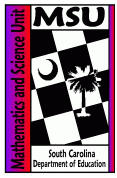 MSU
Mathematics and Science Unit
South Carolina
Department of Education